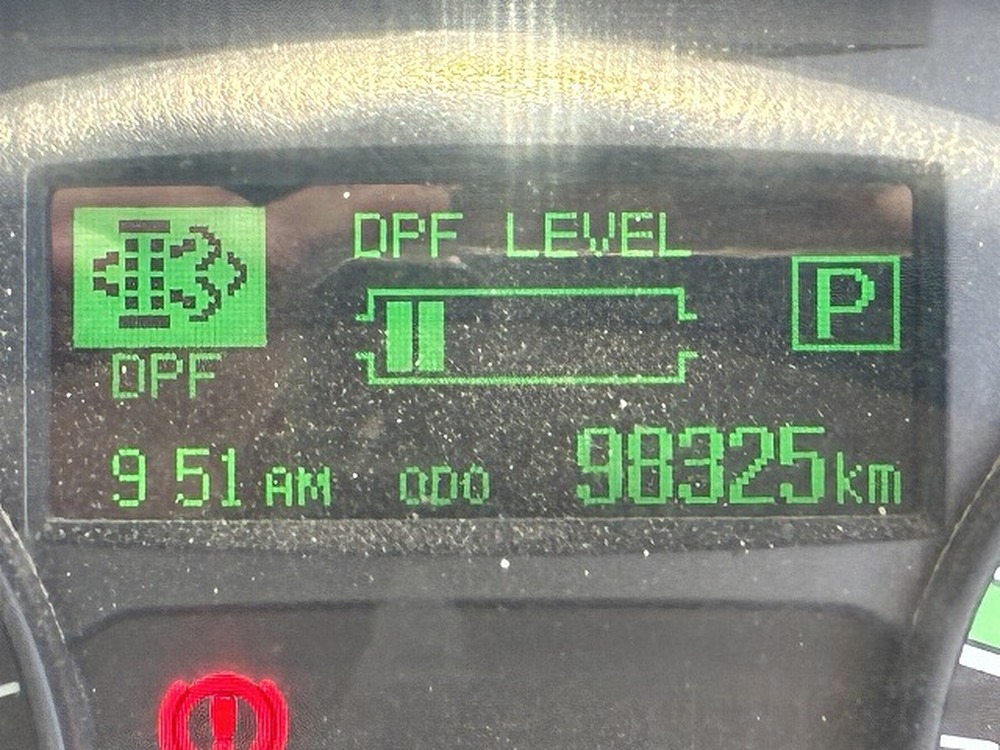 DPF LEVEL
P
DPF
9 51 AM ODO 98325 km